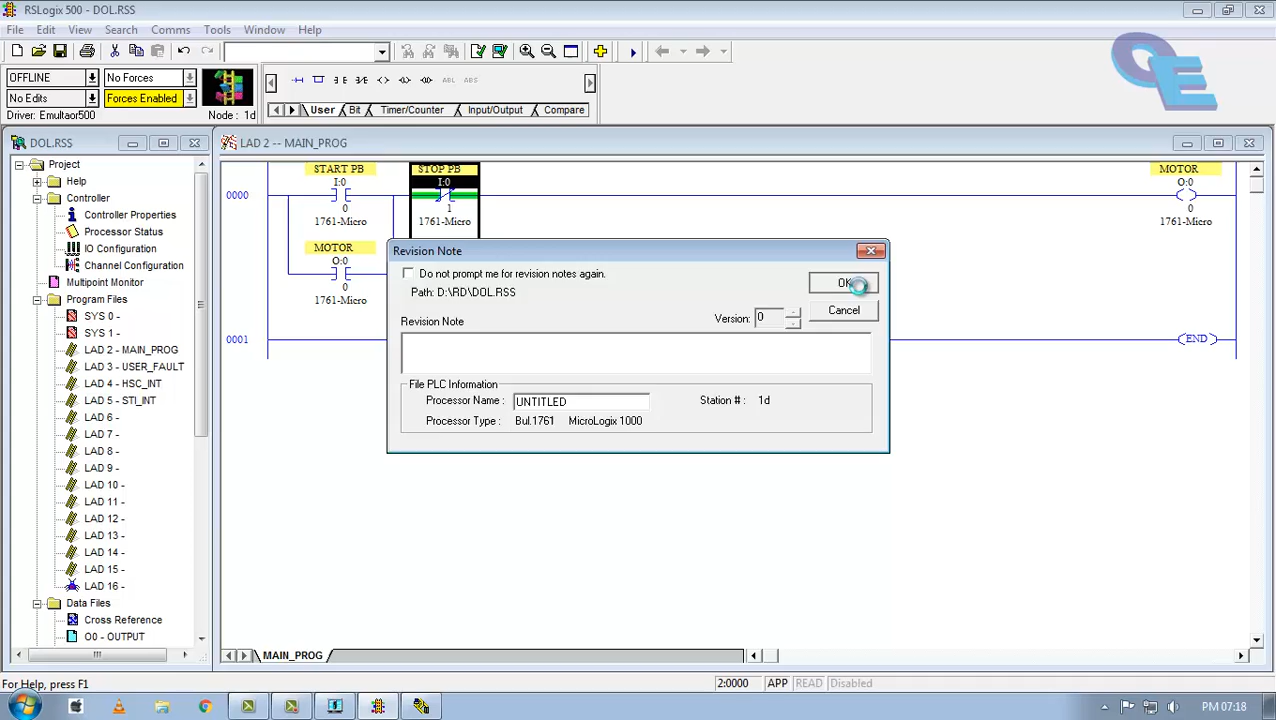 RSLogix 500 - DOL.RSS
File Edit View Search Comms Tools Window Help
OE
OFFLINE No Forces
No Edits Forces Enabled
Driver: Emultaor500 Node : 1d
ABL ABS
User Bit Timer/Counter Input/Output Compare
DOL.RSS
Project
Help
Controller
Controller Properties
Processor Status
IO Configuration
Channel Configuration
Multipoint Monitor
Program Files
SYS 0 -
SYS 1 -
LAD 2 - MAIN_PROG
LAD 3 - USER_FAULT
LAD 4 - HSC_INT
LAD 5 - STI_INT
LAD 6 -
LAD 7 -
LAD 8 -
LAD 9 -
LAD 10 -
LAD 11 -
LAD 12 -
LAD 13 -
LAD 14 -
LAD 15 -
LAD 16 -
Data Files
Cross Reference
O0 - OUTPUT
LAD 2 -- MAIN_PROG
START PB STOP PB MOTOR
I:0 I:0 O:0
0000
0 1 0
1761-Micro 1761-Micro 1761-Micro
MOTOR
O:0
0
1761-Micro
0001 END
Revision Note
Do not prompt me for revision notes again.
OK
Path: D:\RD\DOL.RSS
Cancel
Version: 0
Revision Note
File PLC Information
Processor Name : UNTITLED Station # : 1d
Processor Type : Bul.1761 MicroLogix 1000
MAIN_PROG
For Help, press F1 2:0000 APP READ Disabled
PM 07:18